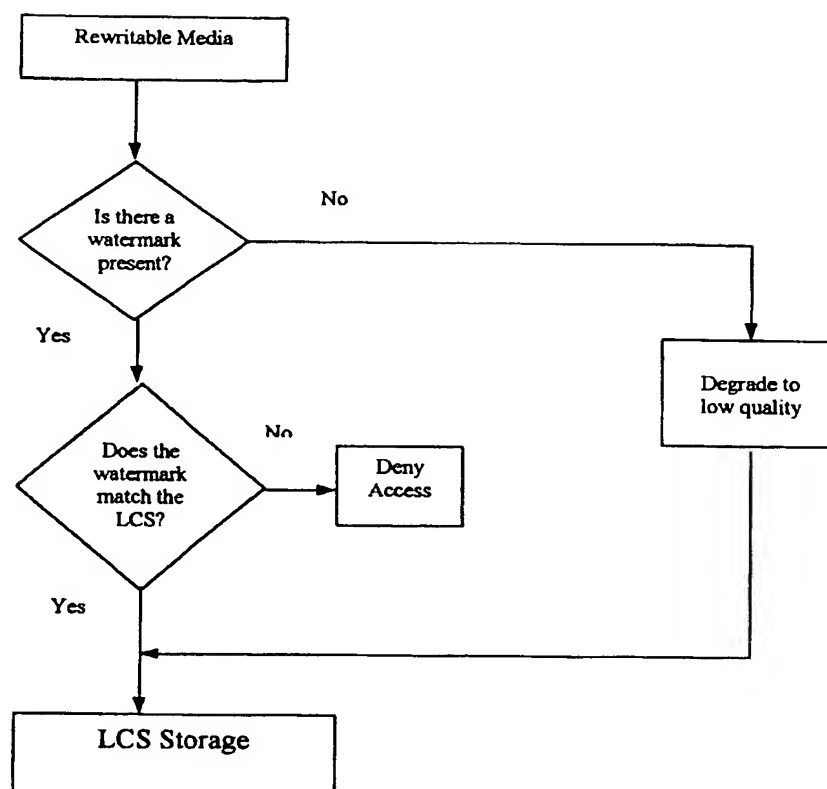 Rewritable Media
No
Is there a
watermark
present?
Yes
Degrade to
low quality
No
Does the
watermark
match the
LCS?
Deny
Access
Yes
LCS Storage